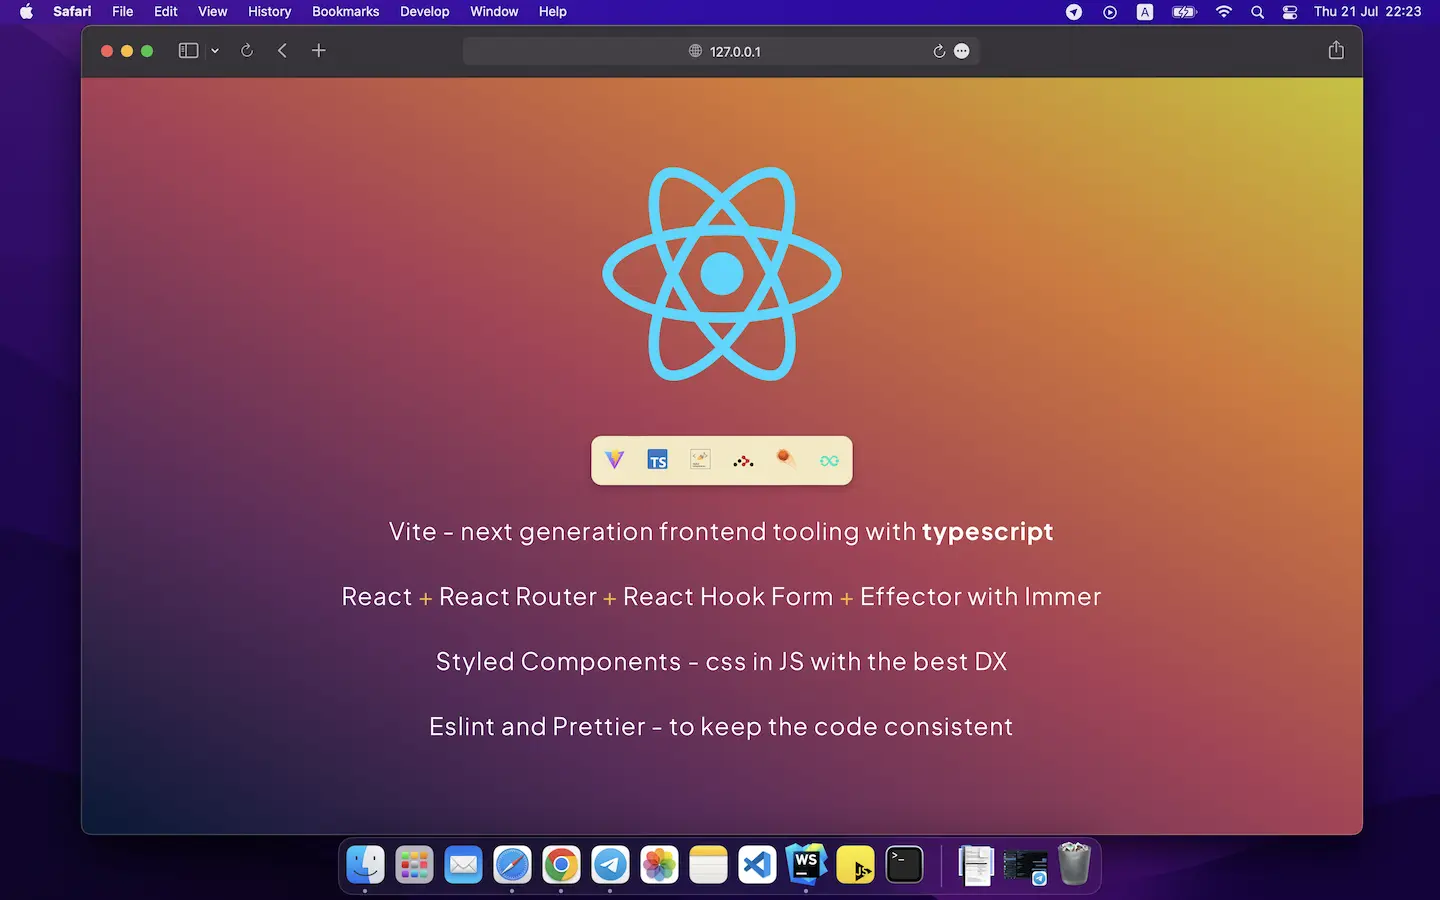 Safari File Edit View History Bookmarks Develop Window Help A Thu 21 Jul 22:23
127.0.0.1
TS
Vite - next generation frontend tooling with typescript
React + React Router + React Hook Form + Effector with Immer
Styled Components - css in JS with the best DX
Eslint and Prettier - to keep the code consistent
WS
JS
>_